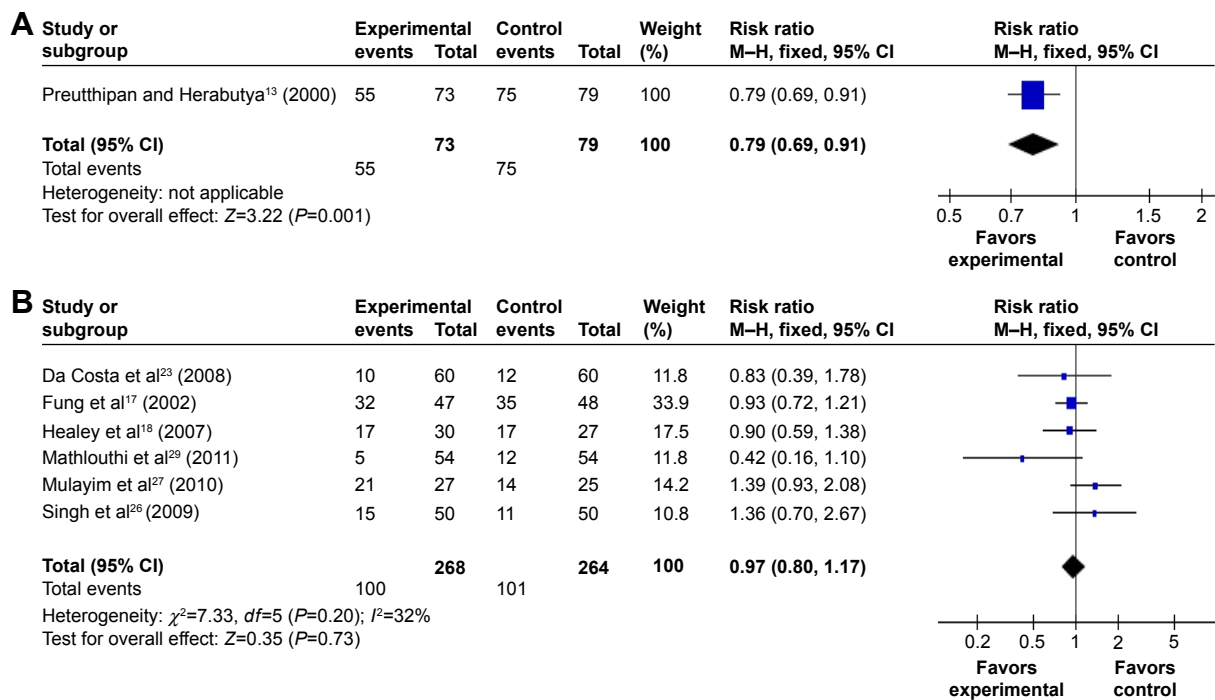 A Study or Experimental Control Weight Risk ratio Risk ratio
subgroup events Total events Total (%) M–H, fixed, 95% CI M–H, fixed, 95% CI
Preutthipan and Herabutya¹³ (2000) 55 73 75 79 100 0.79 (0.69, 0.91)
Total (95% CI) 73 79 100 0.79 (0.69, 0.91)
Total events 55 75
Heterogeneity: not applicable
Test for overall effect: Z=3.22 (P=0.001)
0.5 0.7 1 1.5 2
Favors Favors
experimental control
B Study or Experimental Control Weight Risk ratio Risk ratio
subgroup events Total events Total (%) M–H, fixed, 95% CI M–H, fixed, 95% CI
Da Costa et al²³ (2008) 10 60 12 60 11.8 0.83 (0.39, 1.78)
Fung et al¹⁷ (2002) 32 47 35 48 33.9 0.93 (0.72, 1.21)
Healey et al¹⁸ (2007) 17 30 17 27 17.5 0.90 (0.59, 1.38)
Mathlouthi et al²⁹ (2011) 5 54 12 54 11.8 0.42 (0.16, 1.10)
Mulayim et al²⁷ (2010) 21 27 14 25 14.2 1.39 (0.93, 2.08)
Singh et al²⁶ (2009) 15 50 11 50 10.8 1.36 (0.70, 2.67)
Total (95% CI) 268 264 100 0.97 (0.80, 1.17)
Total events 100 101
Heterogeneity: χ²=7.33, df=5 (P=0.20); I²=32%
Test for overall effect: Z=0.35 (P=0.73)
0.2 0.5 1 2 5
Favors Favors
experimental control